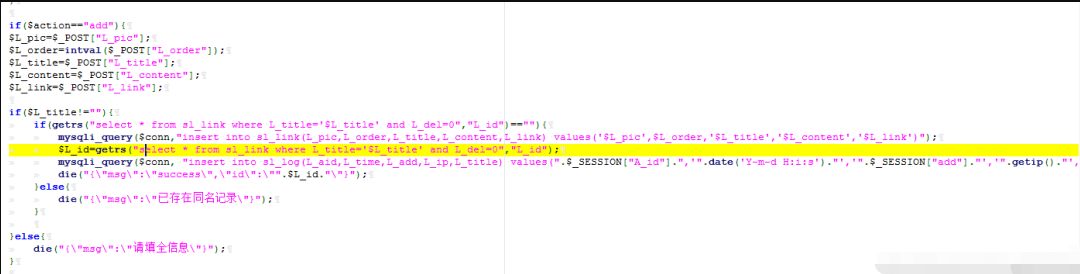 if($action=="add"){
$L_pic=$_POST["L_pic"];
$L_order=intval($_POST["L_order"]);
$L_title=$_POST["L_title"];
$L_content=$_POST["L_content"];
$L_link=$_POST["L_link"];
if($L_title!=""){
if(getrs("select * from sl_link where L_title='$L_title' and L_del=0","L_id")==""){
mysqli_query($conn,"insert into sl_link(L_pic,L_order,L_title,L_content,L_link) values('$L_pic',$L_order,'$L_title','$L_content','$L_link')");
$L_id=getrs("select * from sl_link where L_title='$L_title' and L_del=0","L_id");
mysqli_query($conn, "insert into sl_log(L_aid,L_time,L_add,L_ip,L_title) values(".$_SESSION["A_id"].",'".date('Y-m-d H:i:s')."','".$_SESSION["add"]."','".getip()."',
die("{\"msg\":\"success\",\"id\":\"".$L_id."\"}");
}else{
die("{\"msg\":\"已存在同名记录\"}");
}
}else{
die("{\"msg\":\"请填全信息\"}");
}